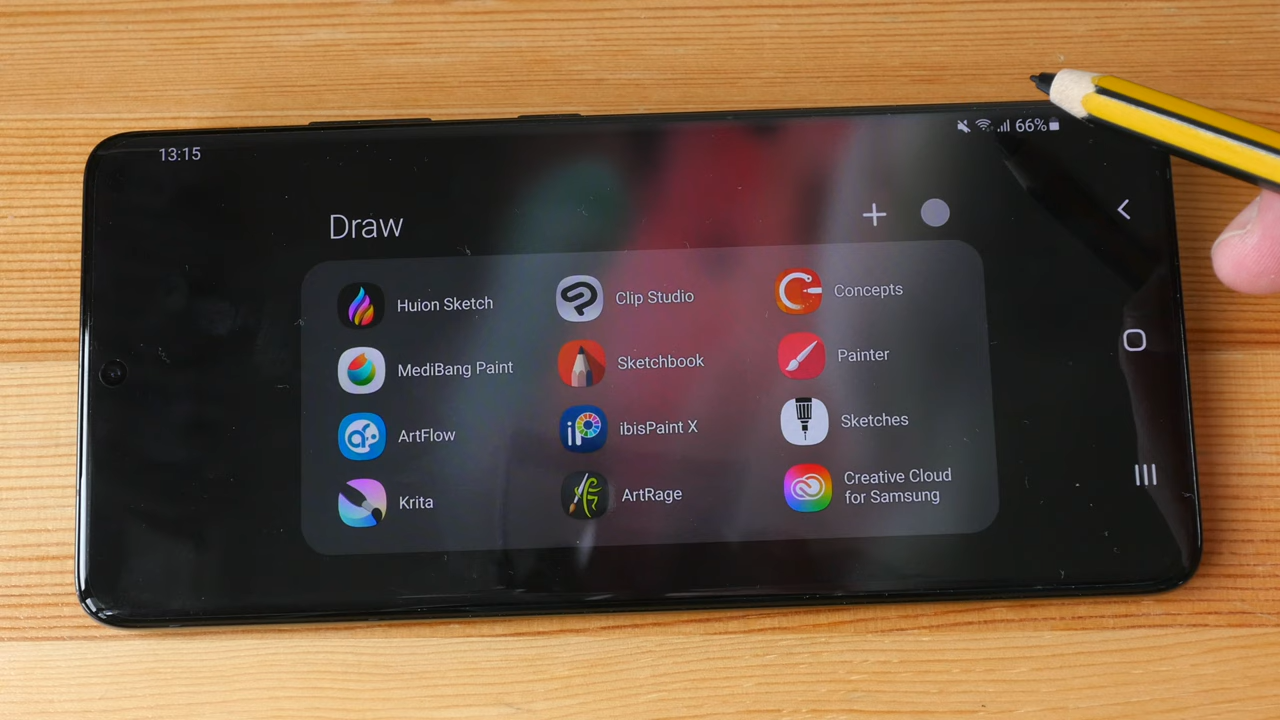 13:15
66%
Draw
Huion Sketch
Clip Studio
Concepts
MediBang Paint
Sketchbook
Painter
ArtFlow
ibisPaint X
Sketches
Krita
ArtRage
Creative Cloud
for Samsung